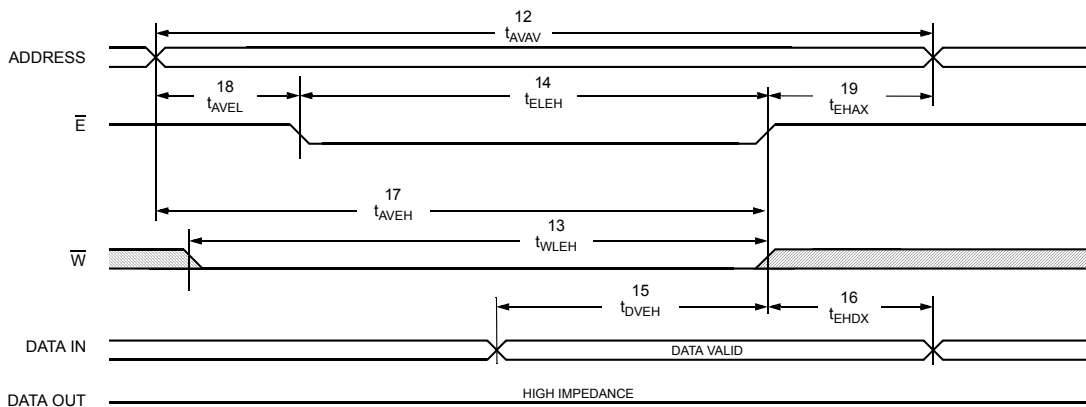 12
tAVAV
ADDRESS
18
tAVEL
14
tELEH
19
tEHAX
E
17
tAVEH
13
tWLEH
W
15
tDVEH
16
tEHDX
DATA IN
DATA VALID
DATA OUT
HIGH IMPEDANCE